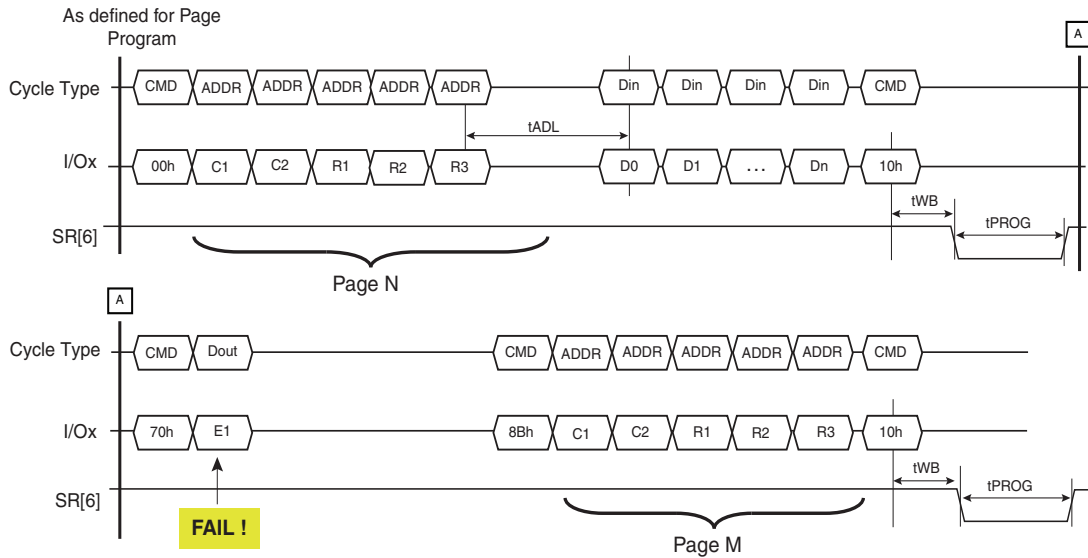 As defined for Page
Program
A
Cycle Type
CMD ADDR ADDR ADDR ADDR ADDR Din Din Din Din CMD
tADL
I/Ox
00h C1 C2 R1 R2 R3 D0 D1 ... Dn 10h
tWB
tPROG
SR[6]
Page N
A
Cycle Type
CMD Dout CMD ADDR ADDR ADDR ADDR ADDR CMD
I/Ox
70h E1 8Bh C1 C2 R1 R2 R3 10h
tWB
tPROG
SR[6]
FAIL !
Page M